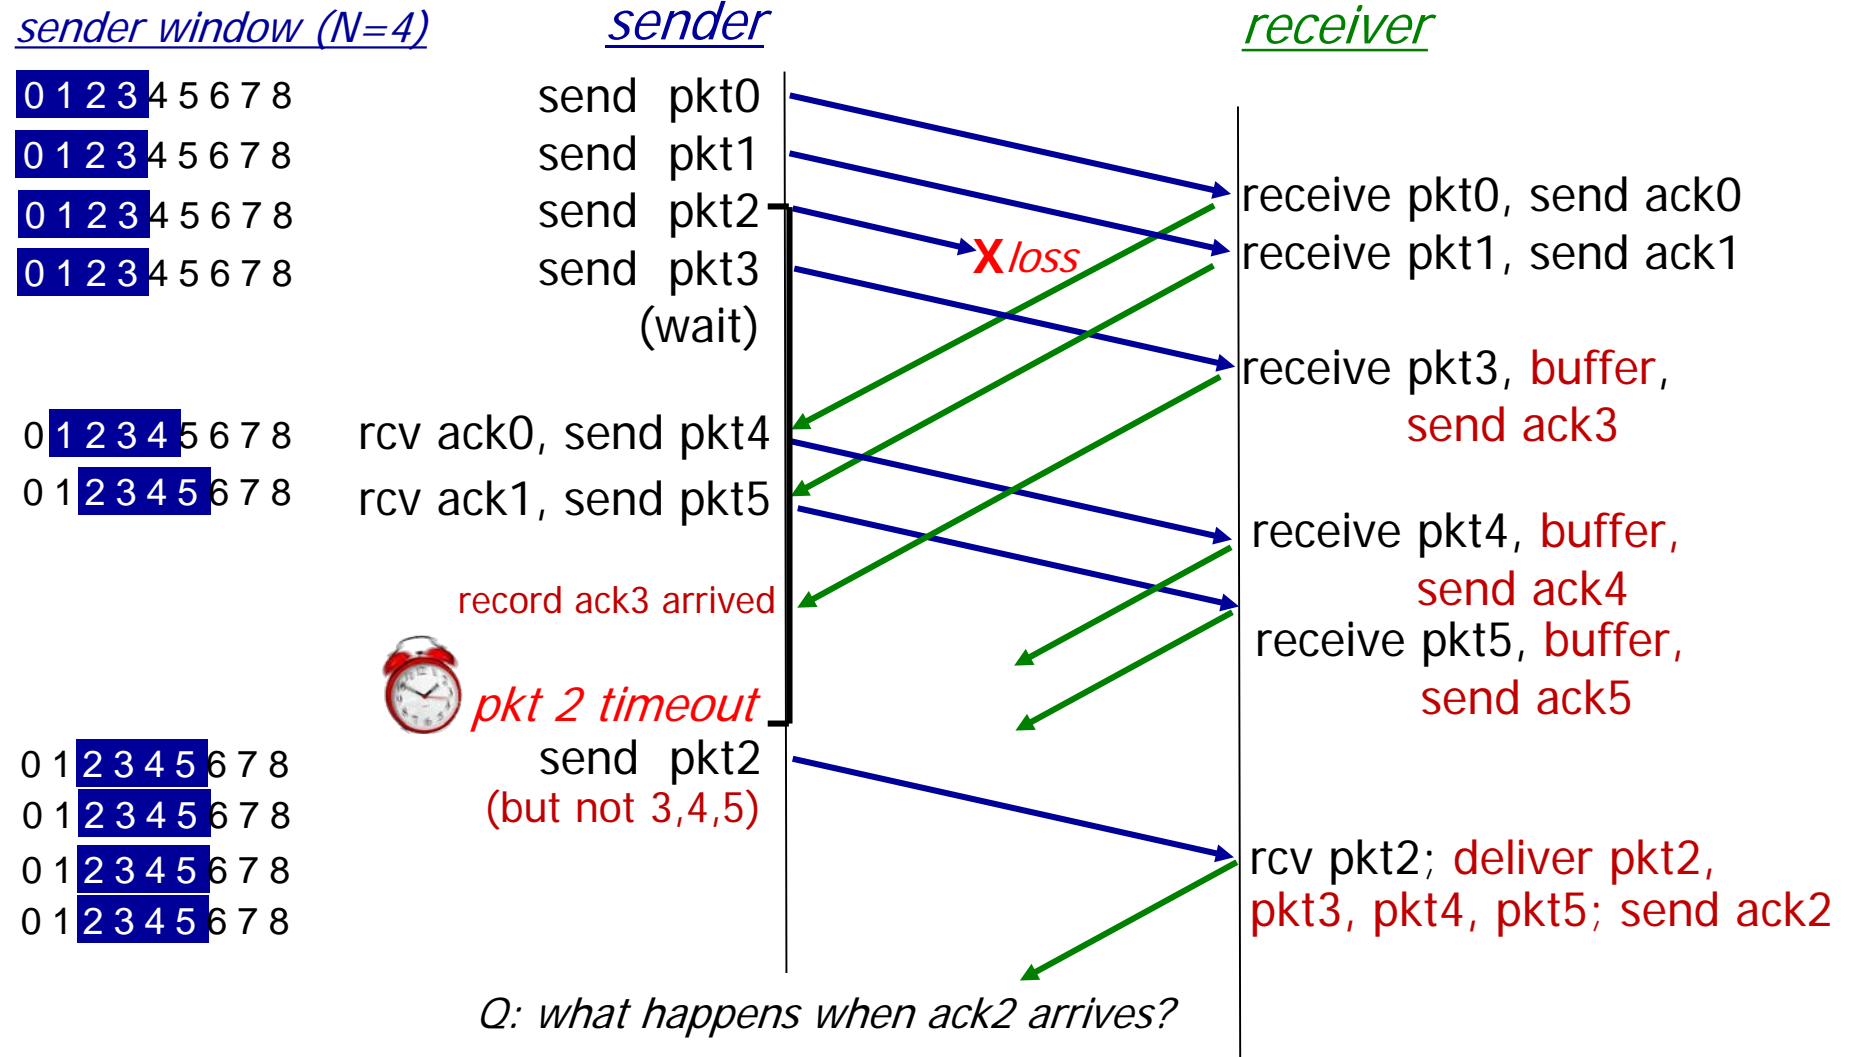 sender window (N=4) sender receiver
0 1 2 3 4 5 6 7 8 send pkt0
0 1 2 3 4 5 6 7 8 send pkt1
receive pkt0, send ack0
0 1 2 3 4 5 6 7 8 send pkt2
X loss
receive pkt1, send ack1
0 1 2 3 4 5 6 7 8 send pkt3
(wait)
receive pkt3, buffer,
send ack3
0 1 2 3 4 5 6 7 8 rcv ack0, send pkt4
0 1 2 3 4 5 6 7 8 rcv ack1, send pkt5
receive pkt4, buffer,
send ack4
record ack3 arrived
receive pkt5, buffer,
send ack5
pkt 2 timeout
0 1 2 3 4 5 6 7 8 send pkt2
0 1 2 3 4 5 6 7 8 (but not 3,4,5)
0 1 2 3 4 5 6 7 8 rcv pkt2; deliver pkt2,
0 1 2 3 4 5 6 7 8 pkt3, pkt4, pkt5; send ack2
Q: what happens when ack2 arrives?